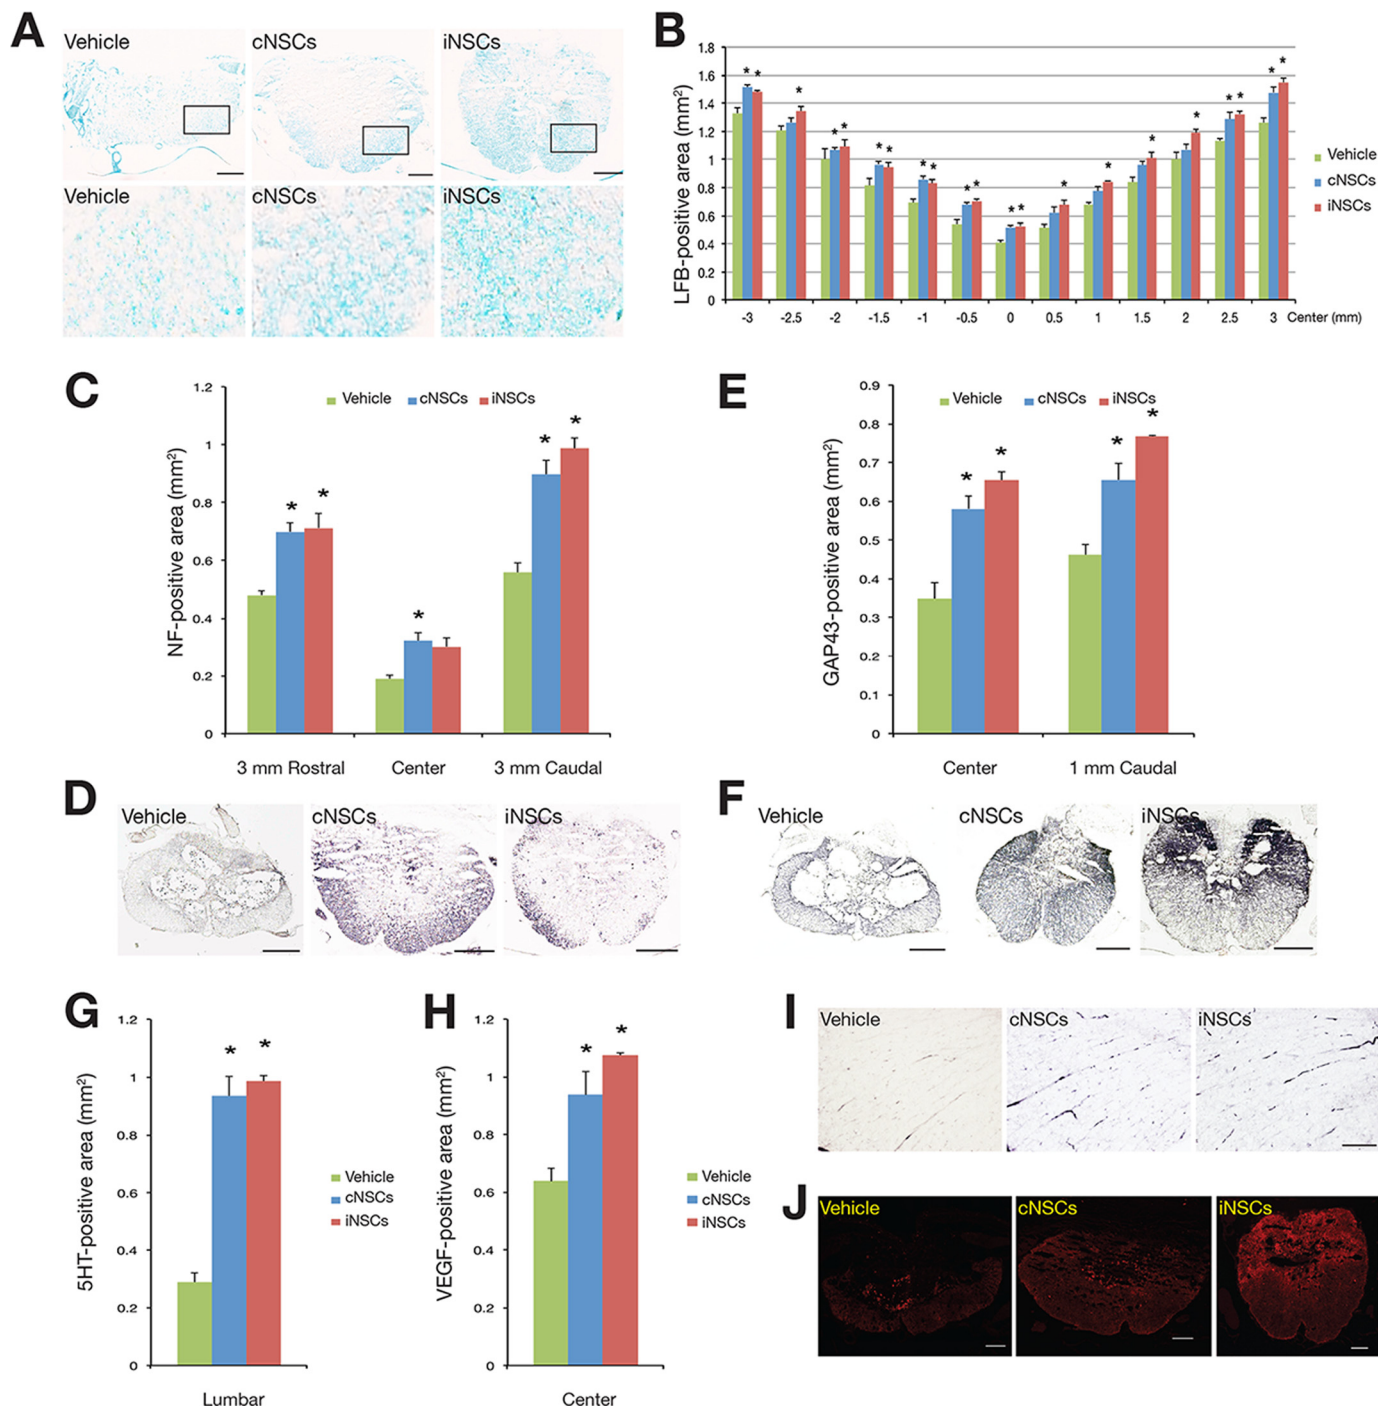 A
Vehicle
cNSCs
iNSCs
Vehicle
cNSCs
iNSCs
B
LFB-positive area (mm²)
1.8
1.6
1.4
1.2
1
0.8
0.6
0.4
0.2
0
* * * * * * * * * * * * * * * * * * * * *
-3 -2.5 -2 -1.5 -1 -0.5 0 0.5 1 1.5 2 2.5 3 Center (mm)
Vehicle
cNSCs
iNSCs
C
NF-positive area (mm²)
Vehicle cNSCs iNSCs
1.2
1
0.8
0.6
0.4
0.2
0
* * * * *
3 mm Rostral Center 3 mm Caudal
E
GAP43-positive area (mm²)
Vehicle cNSCs iNSCs
0.9
0.8
0.7
0.6
0.5
0.4
0.3
0.2
0.1
0
* * * *
Center 1 mm Caudal
D
Vehicle
cNSCs
iNSCs
F
Vehicle
cNSCs
iNSCs
G
5HT-positive area (mm²)
1.2
1
0.8
0.6
0.4
0.2
0
* *
Lumbar
Vehicle
cNSCs
iNSCs
H
VEGF-positive area (mm²)
1.2
1
0.8
0.6
0.4
0.2
0
* *
Center
Vehicle
cNSCs
iNSCs
I
Vehicle
cNSCs
iNSCs
J
Vehicle
cNSCs
iNSCs